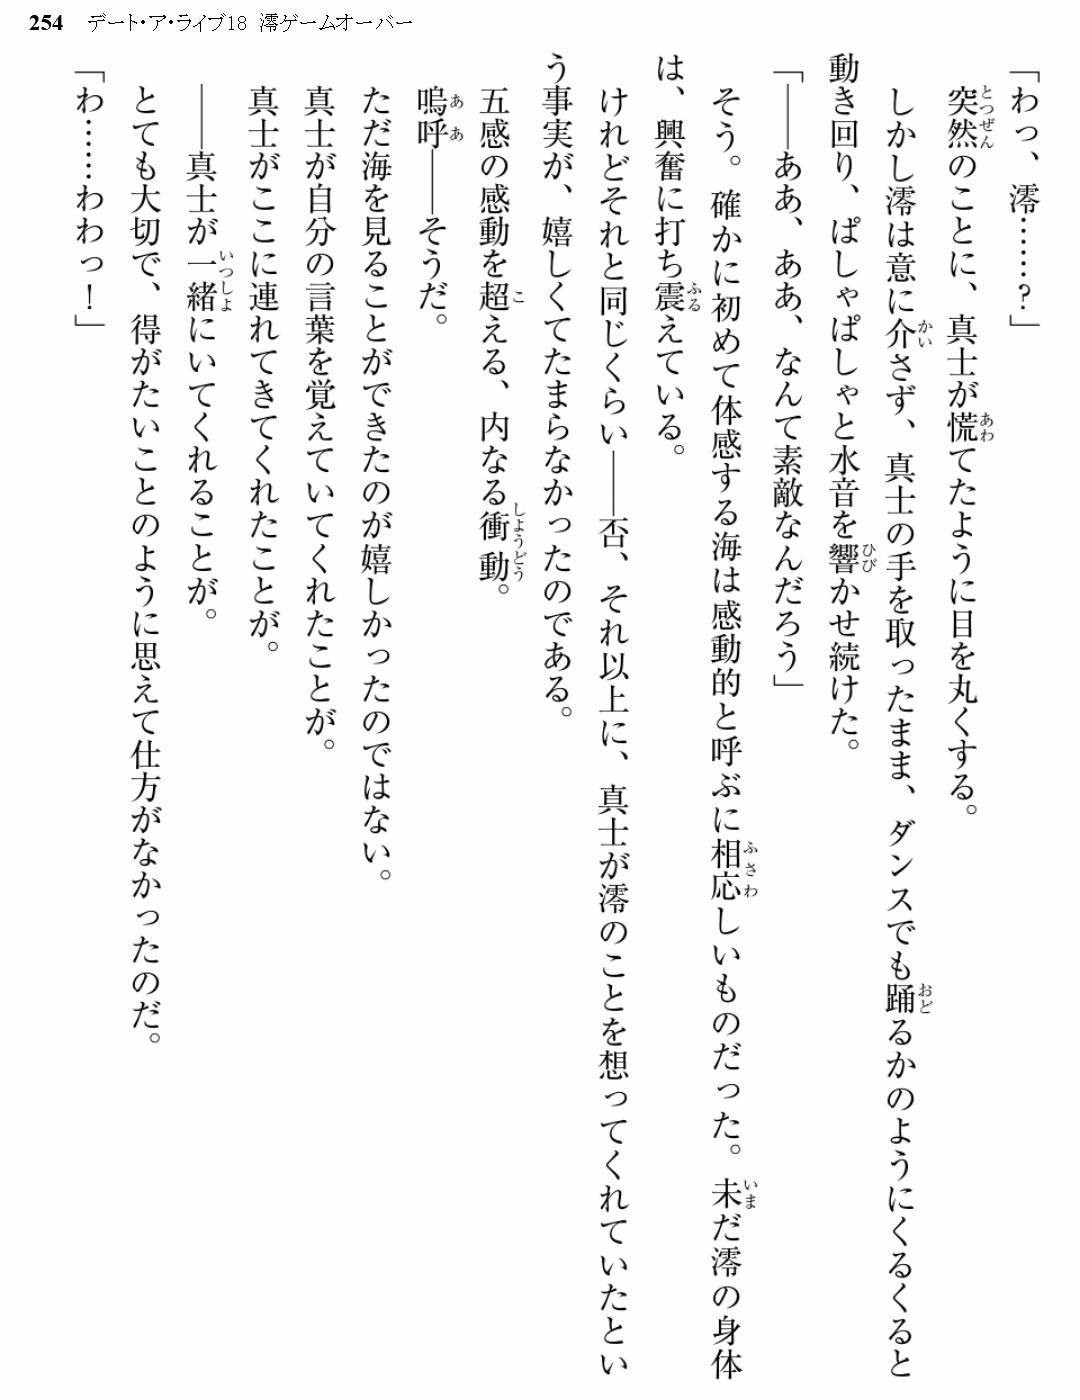 254 デート・ア・ライブ18 澪ゲームオーバー
「わっ、澪……?」
突然のことに、真士が慌てたように目を丸くする。
しかし澪は意に介さず、真士の手を取ったまま、ダンスでも踊るかのようにくるくると
動き回り、ぱしゃぱしゃと水音を響かせ続けた。
「――ああ、ああ、なんて素敵なんだろう」
そう。確かに初めて体感する海は感動的と呼ぶに相応しいものだった。未だ澪の身体
は、興奮に打ち震えている。
けれどそれと同じくらい――否、それ以上に、真士が澪のことを想ってくれていたとい
う事実が、嬉しくてたまらなかったのである。
五感の感動を超える、内なる衝動。
嗚呼――そうだ。
ただ海を見ることができたのが嬉しかったのではない。
真士が自分の言葉を覚えていてくれたことが。
真士がここに連れてきてくれたことが。
――真士が一緒にいてくれることが。
とても大切で、得がたいことのように思えて仕方がなかったのだ。
「わ……わわっ!」